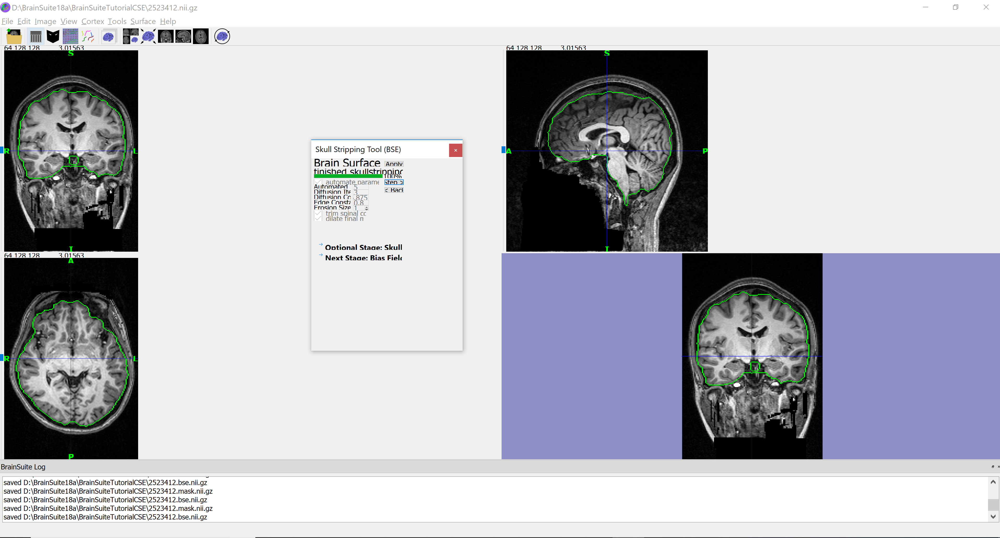 D:\BrainSuite18a\BrainSuiteTutorialCSE\2523412.nii.gz
File Edit Image View Cortex Tools Surface Help
64 128 128 3.01563
S
R
L
I
64 128 128 3.01563
S
A
P
I
Skull Stripping Tool (BSE)
Brain Surface
Apply
finished skullstripping
100%
automate parame
Step >
Automated
5
< Back
Diffusion Ite
3
Diffusion Co
.875
Edge Consta
0.8
Erosion Size
1
trim spinal cc
dilate final m
Optional Stage: Skull
Next Stage: Bias Field
64 128 128 3.01563
A
R
L
P
BrainSuite Log
saved D:\BrainSuite18a\BrainSuiteTutorialCSE\2523412.bse.nii.gz
saved D:\BrainSuite18a\BrainSuiteTutorialCSE\2523412.mask.nii.gz
saved D:\BrainSuite18a\BrainSuiteTutorialCSE\2523412.bse.nii.gz
saved D:\BrainSuite18a\BrainSuiteTutorialCSE\2523412.mask.nii.gz
saved D:\BrainSuite18a\BrainSuiteTutorialCSE\2523412.bse.nii.gz